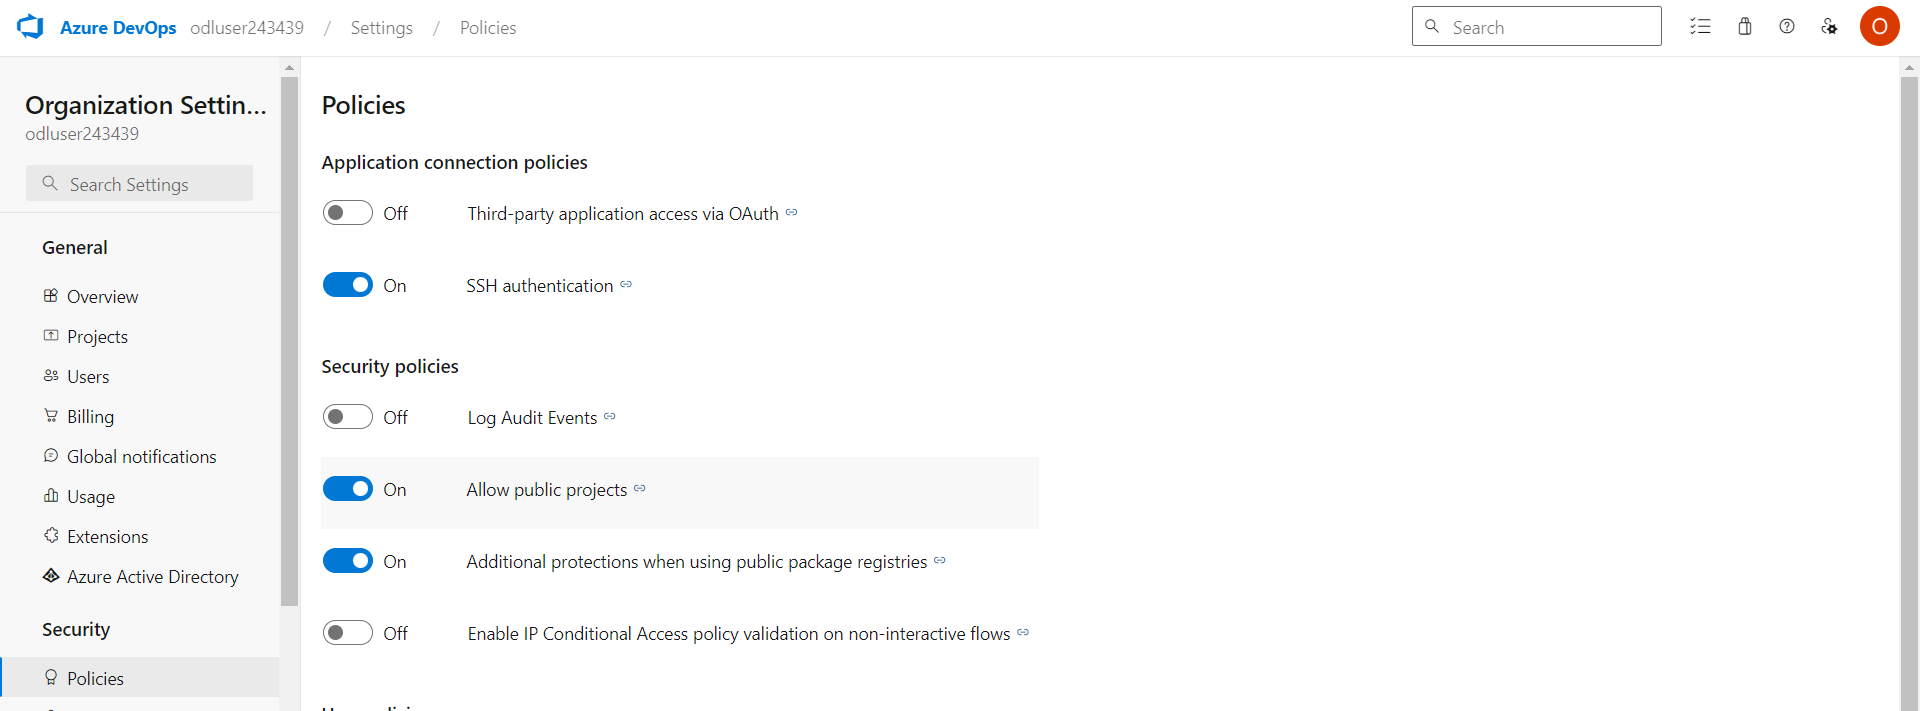 Azure DevOps odluser243439 / Settings / Policies
Search
O
Organization Settin...
odluser243439
Search Settings
General
Overview
Projects
Users
Billing
Global notifications
Usage
Extensions
Azure Active Directory
Security
Policies
Policies
Application connection policies
Off Third-party application access via OAuth
On SSH authentication
Security policies
Off Log Audit Events
On Allow public projects
On Additional protections when using public package registries
Off Enable IP Conditional Access policy validation on non-interactive flows